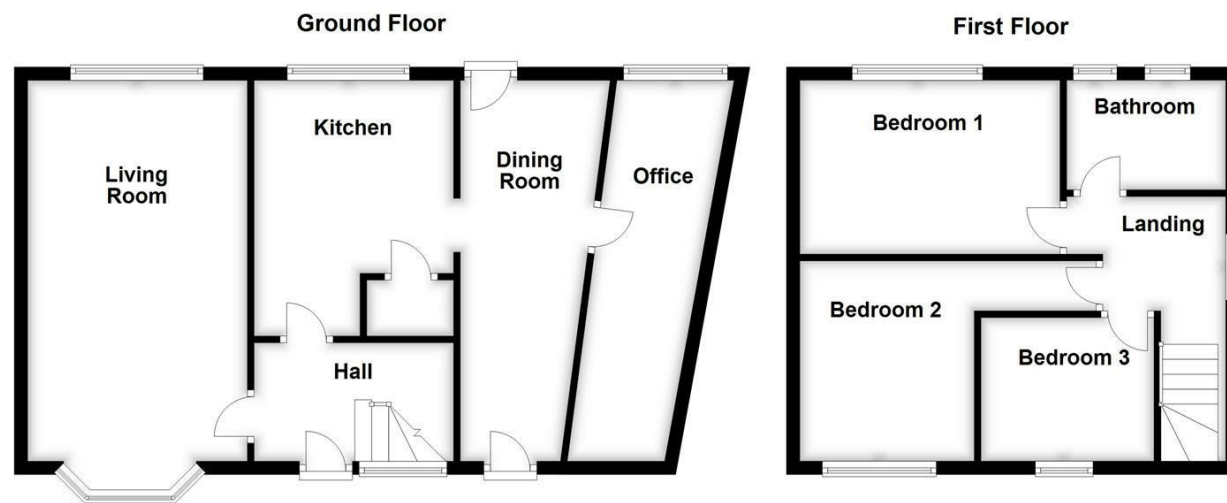 Ground Floor
Living
Room
Kitchen
Dining
Room
Office
Hall
First Floor
Bedroom 1
Bathroom
Landing
Bedroom 2
Bedroom 3